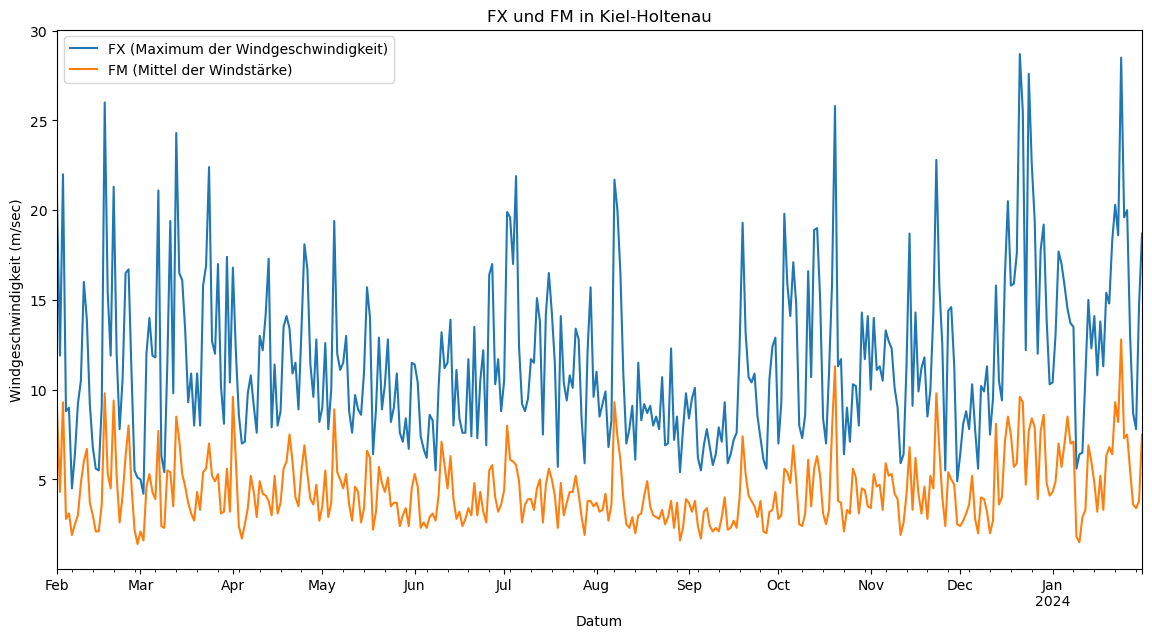 FX und FM in Kiel-Holtenau
FX (Maximum der Windgeschwindigkeit)
FM (Mittel der Windstärke)
Windgeschwindigkeit (m/sec)
30
25
20
15
10
5
Feb Mar Apr May Jun Jul Aug Sep Oct Nov Dec Jan
2024
Datum